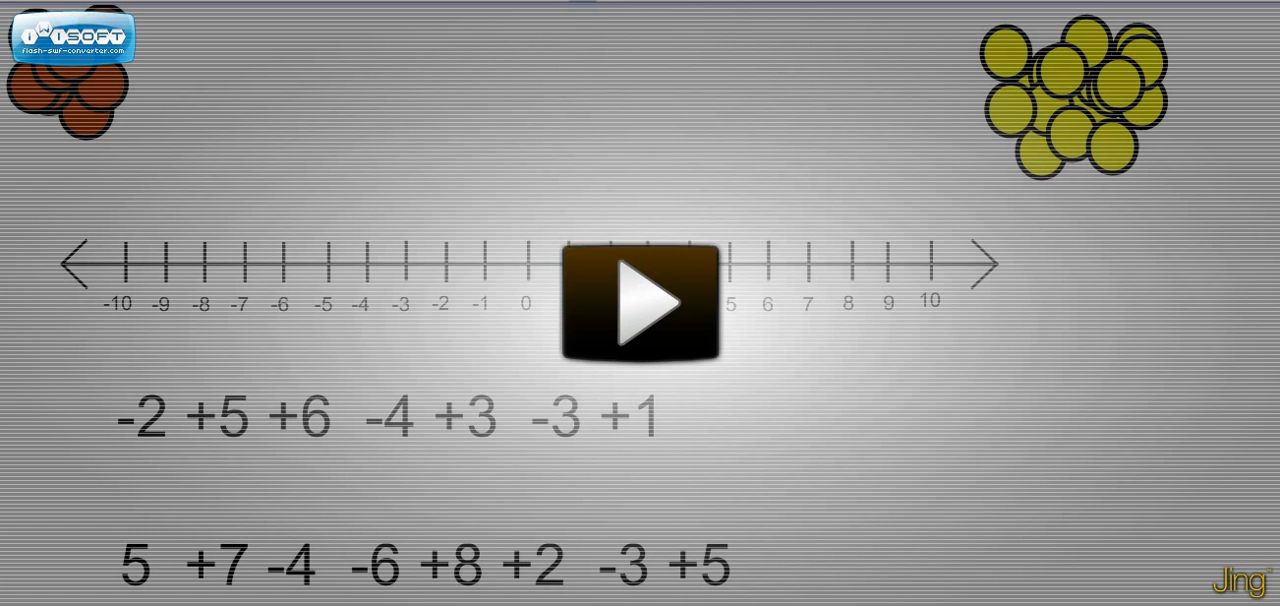 iWiSOFT
flash-swf-converter.com
-10 -9 -8 -7 -6 -5 -4 -3 -2 -1 0 5 6 7 8 9 10
-2 +5 +6 -4 +3 -3 +1
5 +7 -4 -6 +8 +2 -3 +5
Jing